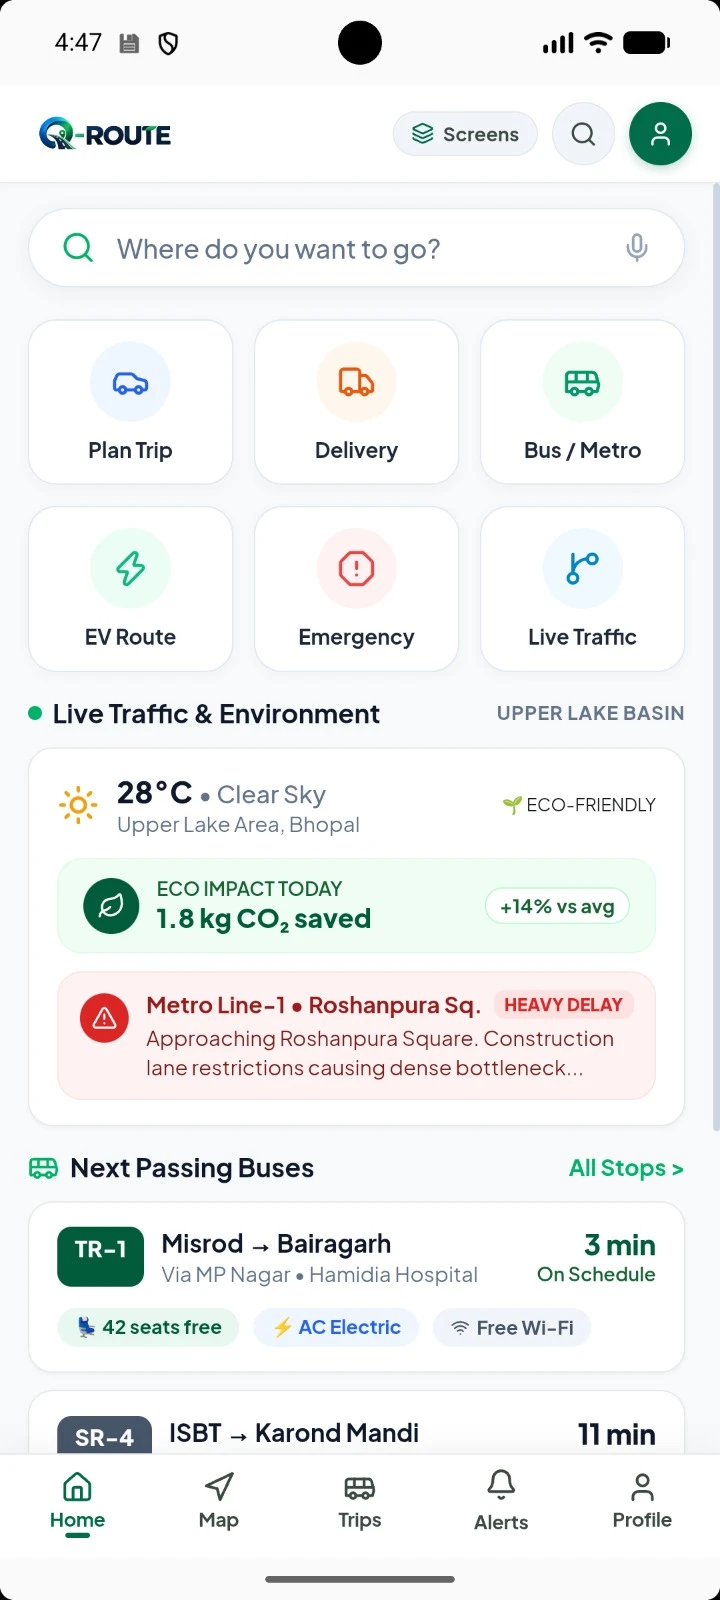 4:47
Q-ROUTE
Screens
Where do you want to go?
Plan Trip
Delivery
Bus / Metro
EV Route
Emergency
Live Traffic
Live Traffic & Environment
UPPER LAKE BASIN
28°C • Clear Sky
Upper Lake Area, Bhopal
🌱 ECO-FRIENDLY
ECO IMPACT TODAY
1.8 kg CO₂ saved
+14% vs avg
Metro Line-1 • Roshanpura Sq.
HEAVY DELAY
Approaching Roshanpura Square. Construction
lane restrictions causing dense bottleneck...
Next Passing Buses
All Stops >
TR-1
Misrod → Bairagarh
Via MP Nagar • Hamidia Hospital
3 min
On Schedule
💺 42 seats free
⚡ AC Electric
Free Wi-Fi
SR-4
ISBT → Karond Mandi
11 min
Home
Map
Trips
Alerts
Profile